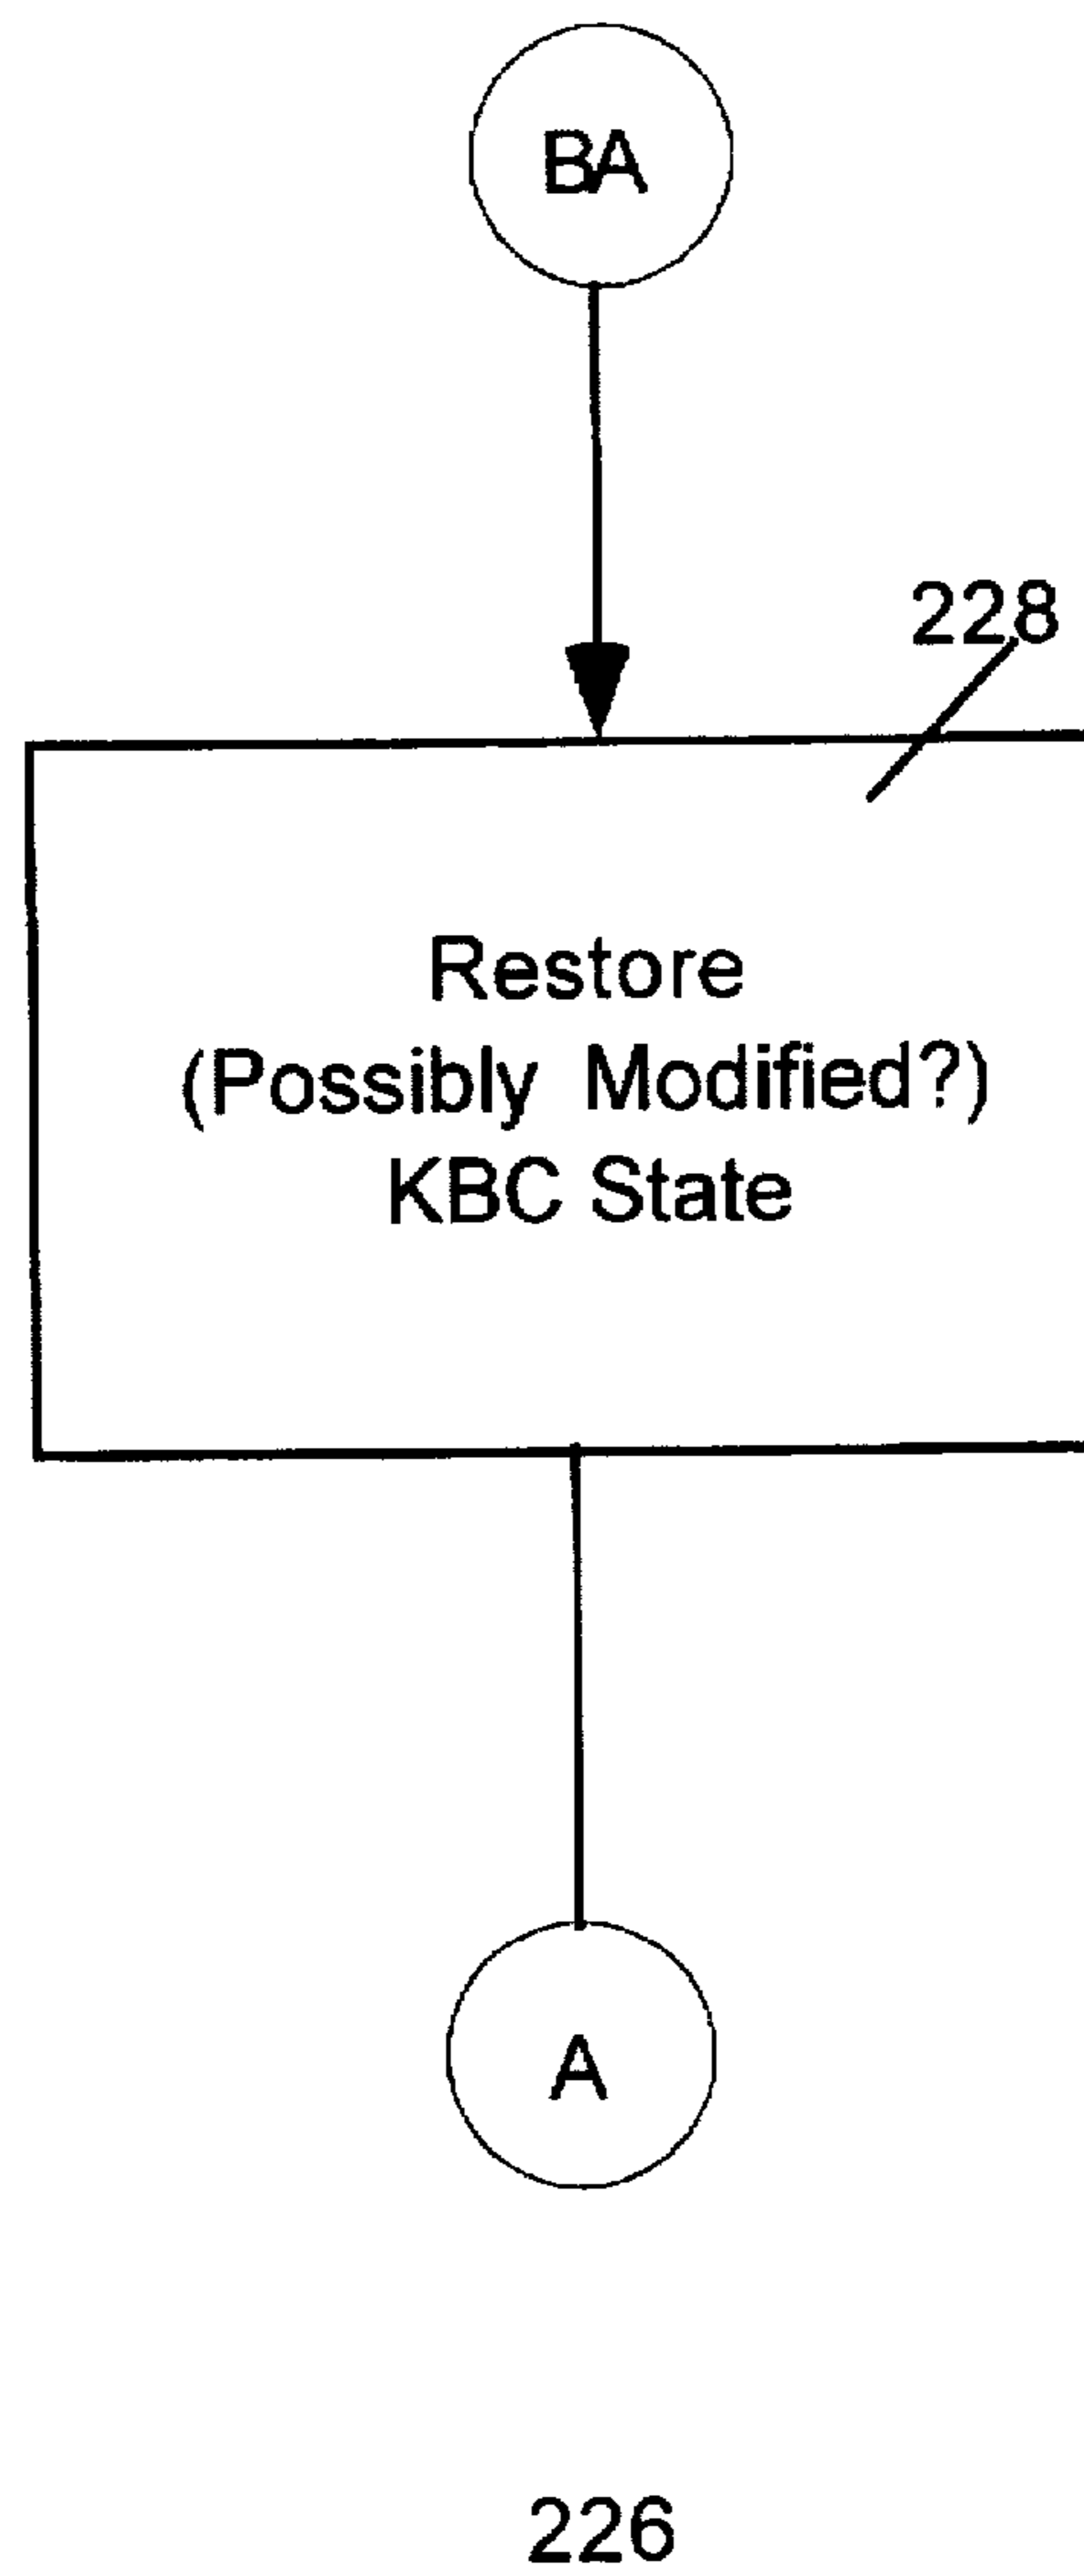 BA
228
Restore
(Possibly Modified?)
KBC State
A
226